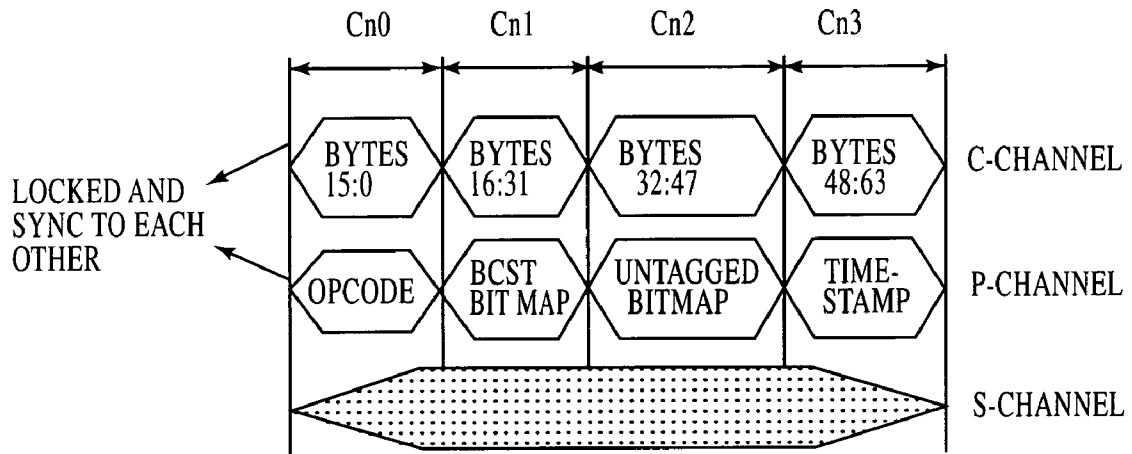 Cn0 Cn1 Cn2 Cn3
BYTES
15:0
BYTES
16:31
BYTES
32:47
BYTES
48:63
C-CHANNEL
LOCKED AND
SYNC TO EACH
OTHER
OPCODE
BCST
BIT MAP
UNTAGGED
BITMAP
TIME-
STAMP
P-CHANNEL
S-CHANNEL